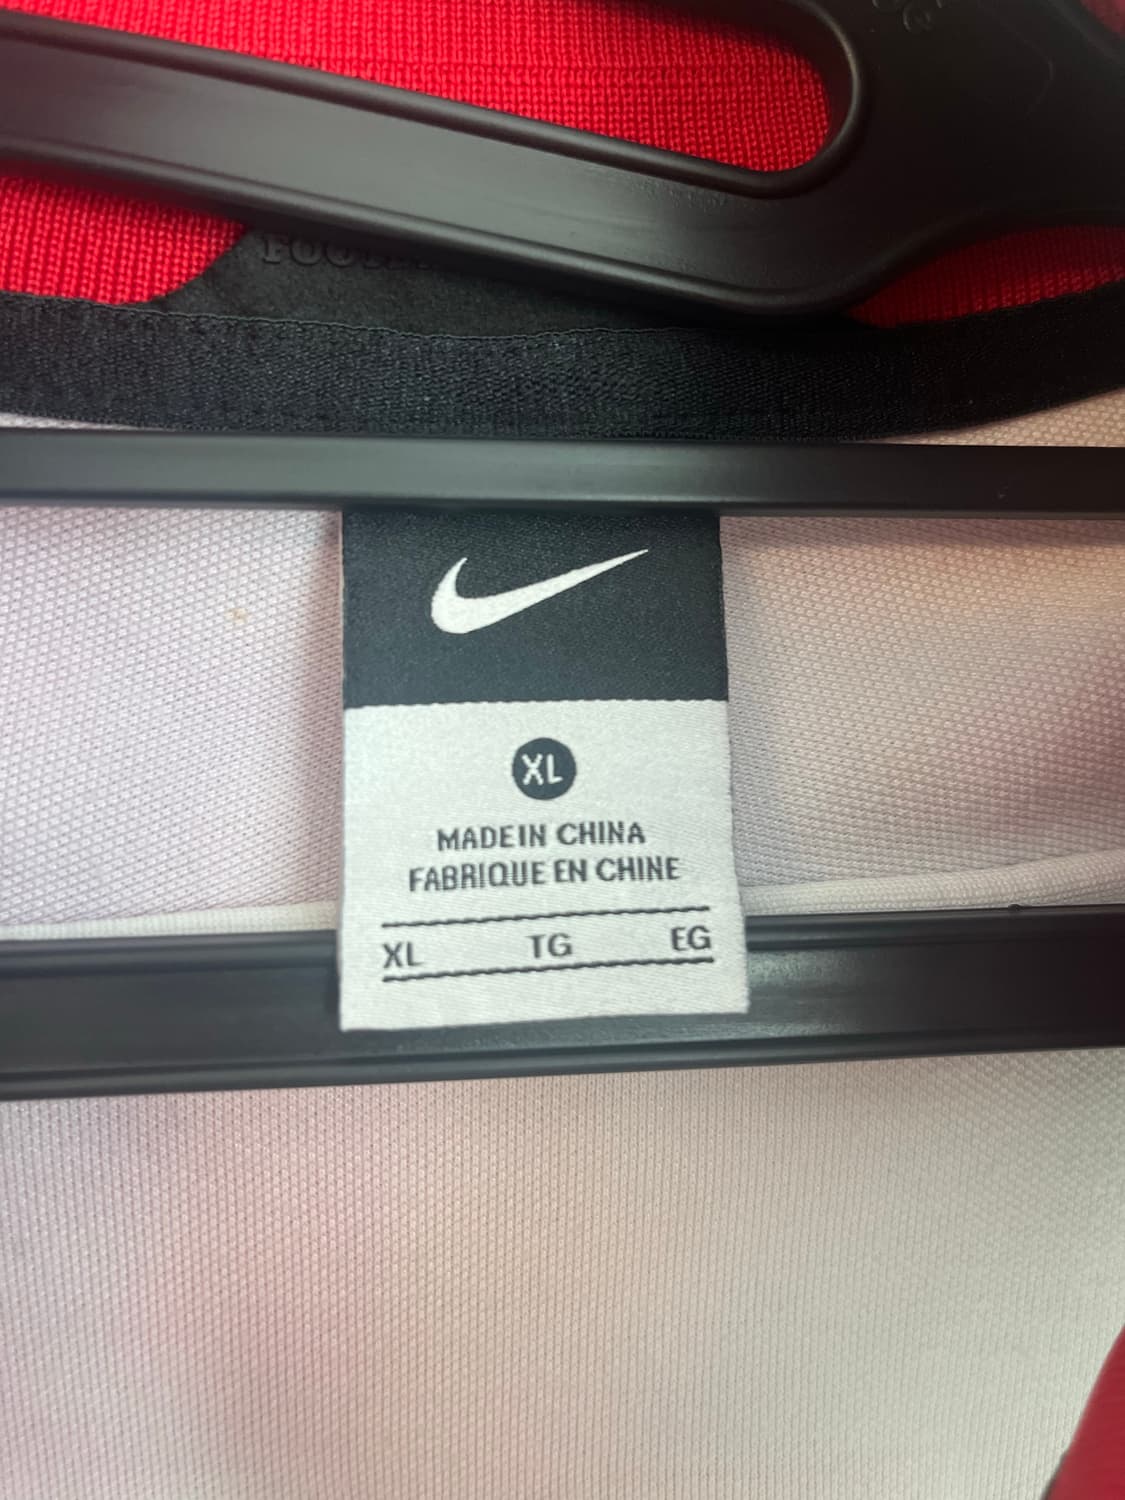 XL
MADE IN CHINA
FABRIQUE EN CHINE
XL TG EG